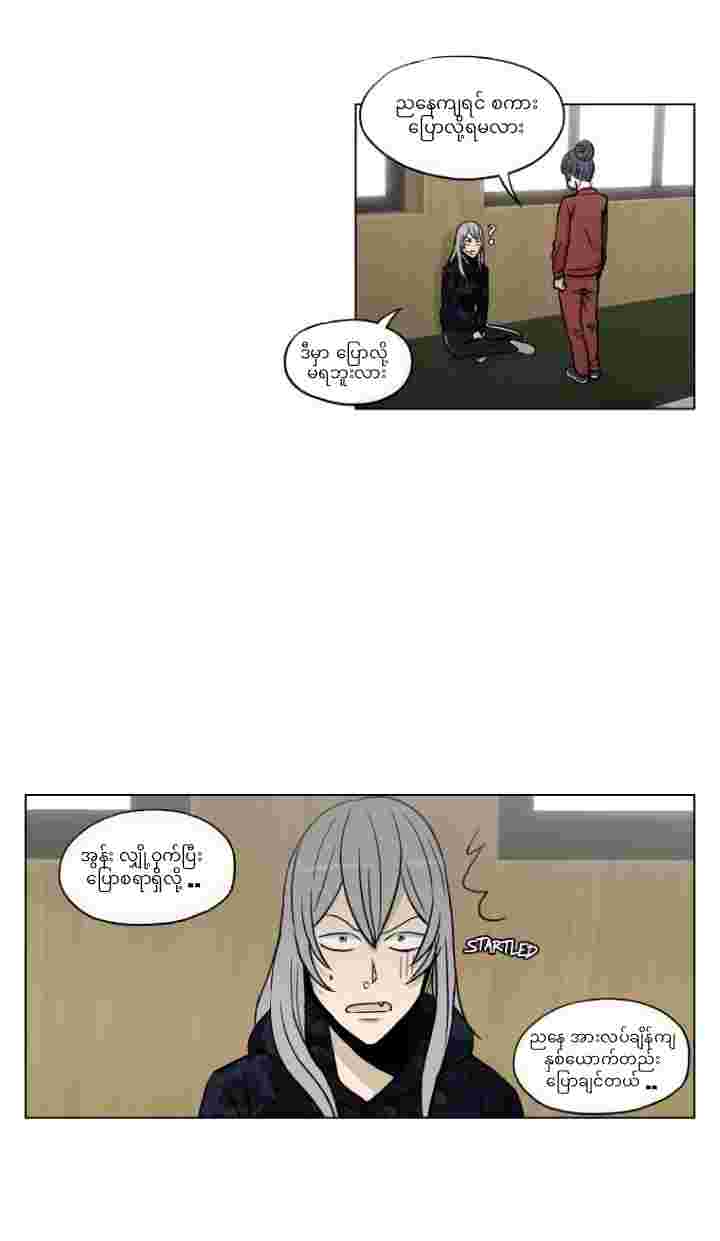 ညနေကျရင် စကား
ပြောလို့ရမလား
?
ဒီမှာ ပြောလို့
မရဘူးလား
အွန်း လျှို့ဝှက်ပြီး
ပြောစရာရှိလို့ ..
STARTLED
ညနေ အားလပ်ချိန်ကျ
နှစ်ယောက်တည်း
ပြောချင်တယ် ..